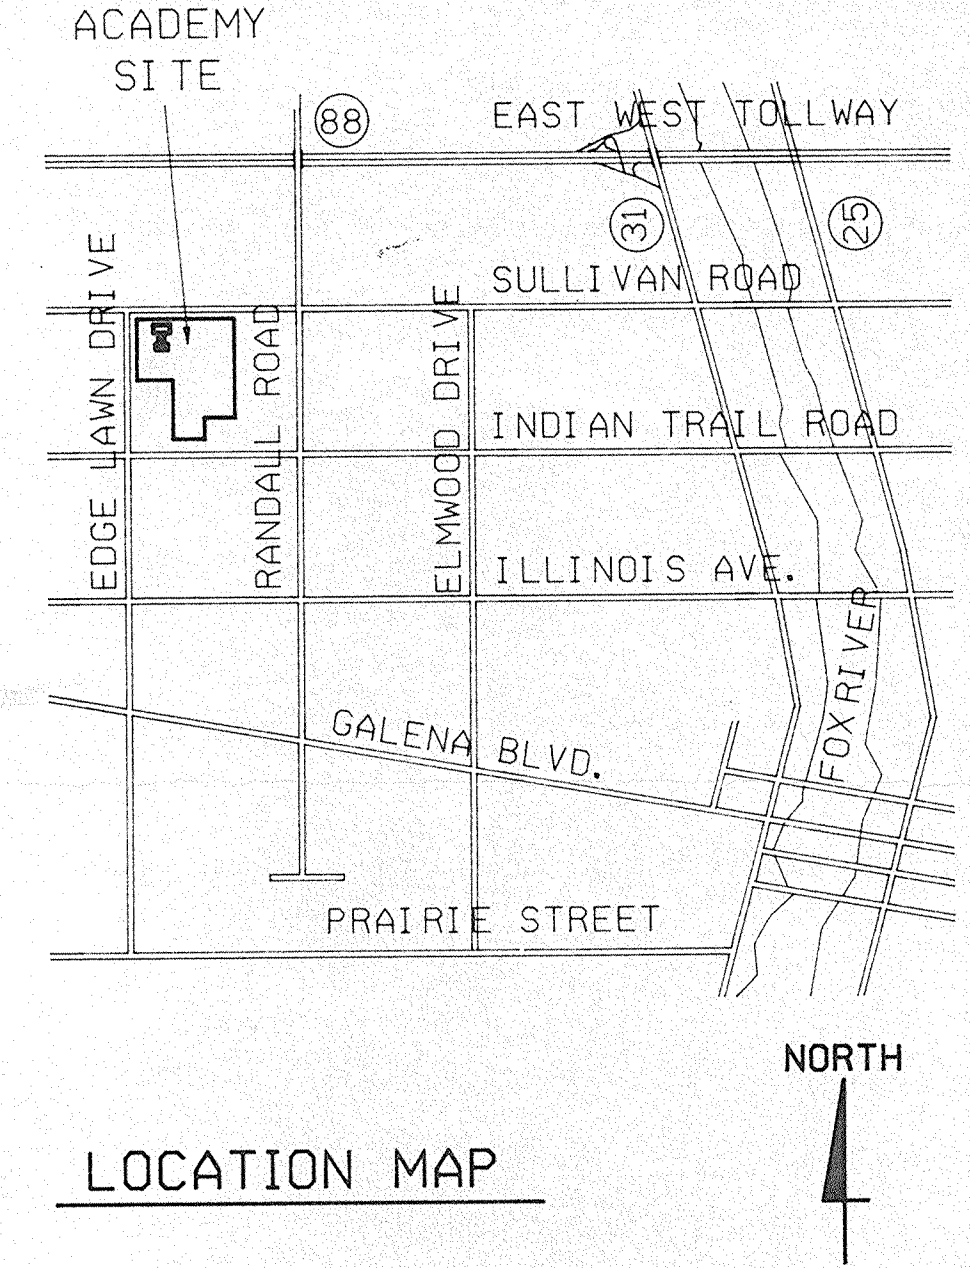 ACADEMY
SITE
88
EAST WEST TOLLWAY
31
25
SULLIVAN ROAD
EDGE LAWN DRIVE
RANDALL ROAD
ELMWOOD DRIVE
INDIAN TRAIL ROAD
ILLINOIS AVE.
FOX RIVER
GALENA BLVD.
PRAIRIE STREET
NORTH
LOCATION MAP